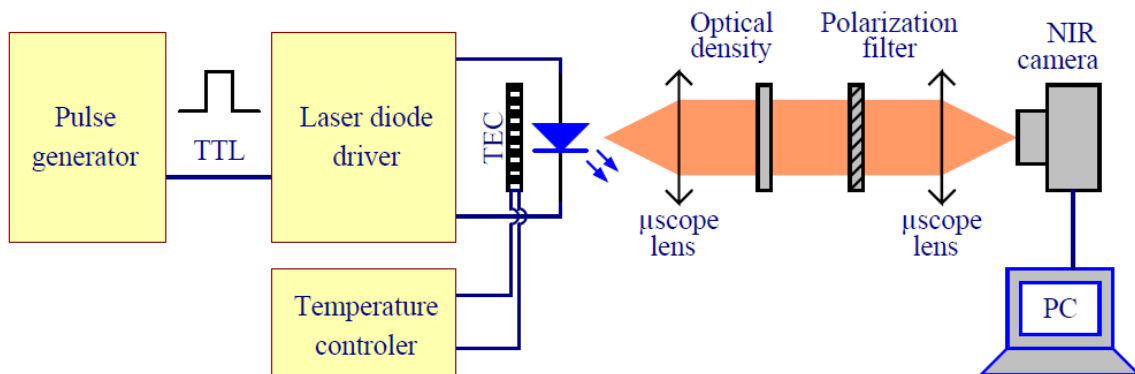 Pulse
generator
TTL
Laser diode
driver
TEC
Temperature
controler
Optical
density
Polarization
filter
NIR
camera
µscope
lens
µscope
lens
PC